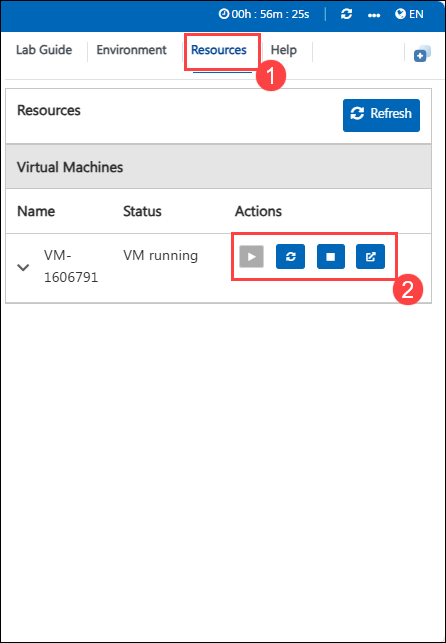 00h : 56m : 25s
EN
Lab Guide
Environment
Resources
Help
1
Resources
Refresh
Virtual Machines
Name Status Actions
VM-
1606791
VM running
2